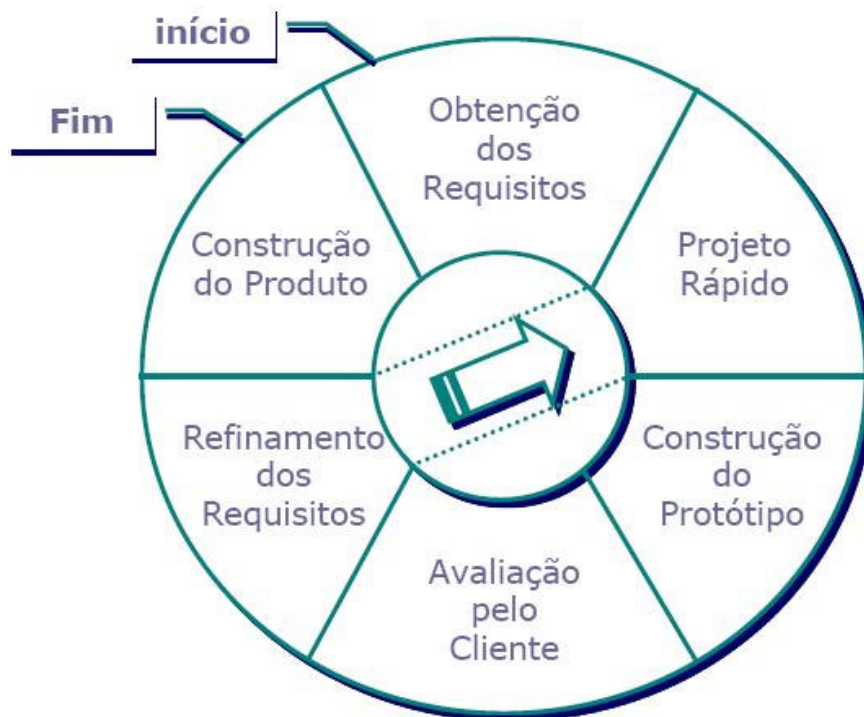 início
Fim
Obtenção
dos
Requisitos
Projeto
Rápido
Construção
do
Protótipo
Avaliação
pelo
Cliente
Refinamento
dos
Requisitos
Construção
do Produto